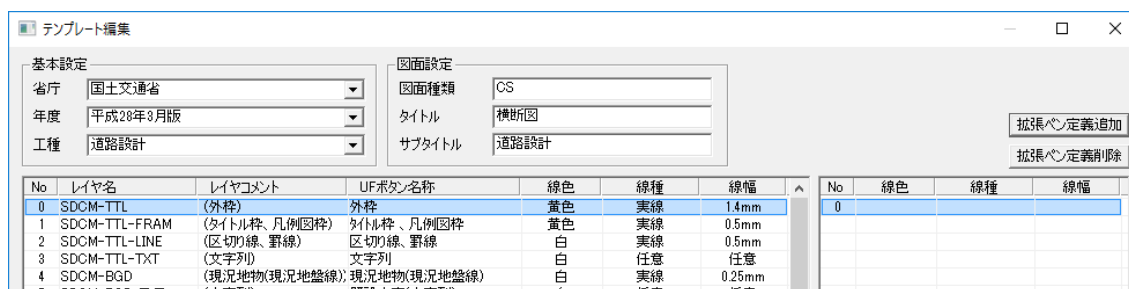 テンプレート編集
基本設定
省庁 国土交通省
年度 平成28年3月版
工種 道路設計
図面設定
図面種類 CS
タイトル 横断図
サブタイトル 道路設計
拡張ペン定義追加
拡張ペン定義削除
No レイヤ名 レイヤコメント UFボタン名称 線色 線種 線幅
0 SDCM-TTL (外枠) 外枠 黄色 実線 1.4mm
1 SDCM-TTL-FRAM (タイトル枠、凡例図枠) タイトル枠、凡例図枠 黄色 実線 0.5mm
2 SDCM-TTL-LINE (区切り線、罫線) 区切り線、罫線 白 実線 0.5mm
3 SDCM-TTL-TXT (文字列) 文字列 白 任意 任意
4 SDCM-BGD (現況地物(現況地盤線)) 現況地物(現況地盤線) 白 実線 0.25mm
No 線色 線種 線幅
0